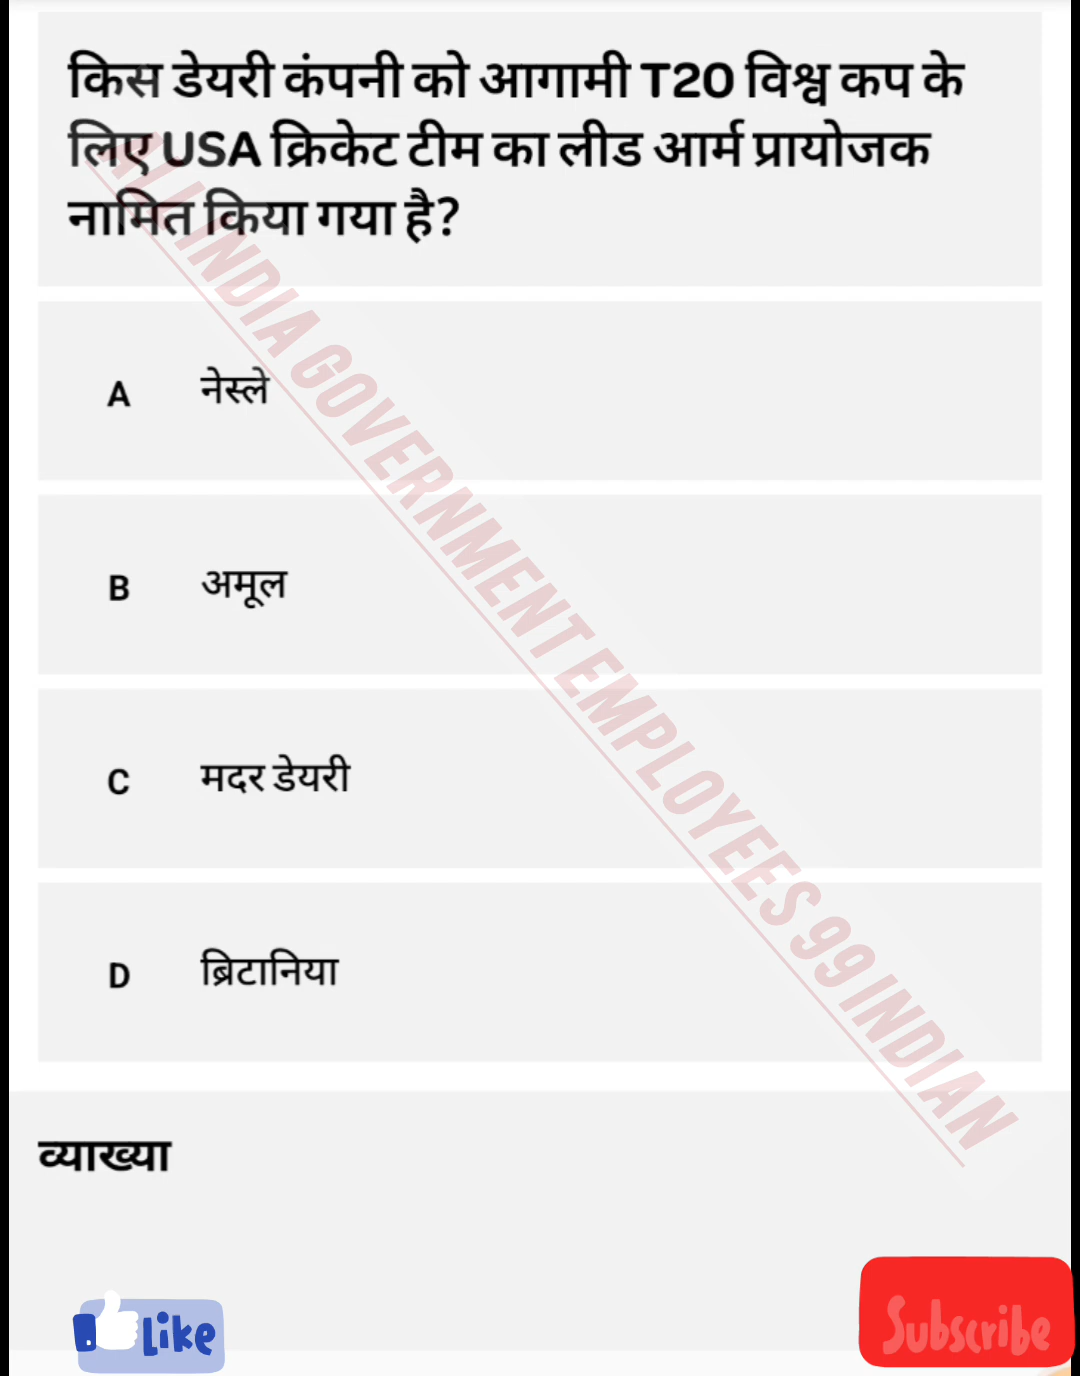 किस डेयरी कंपनी को आगामी T20 विश्व कप के
लिए USA क्रिकेट टीम का लीड आर्म प्रायोजक
नामित किया गया है?
A नेस्ले
B अमूल
C मदर डेयरी
D ब्रिटानिया
ALL INDIA GOVERNMENT EMPLOYEES 99 INDIAN
व्याख्या
Like
Subscribe